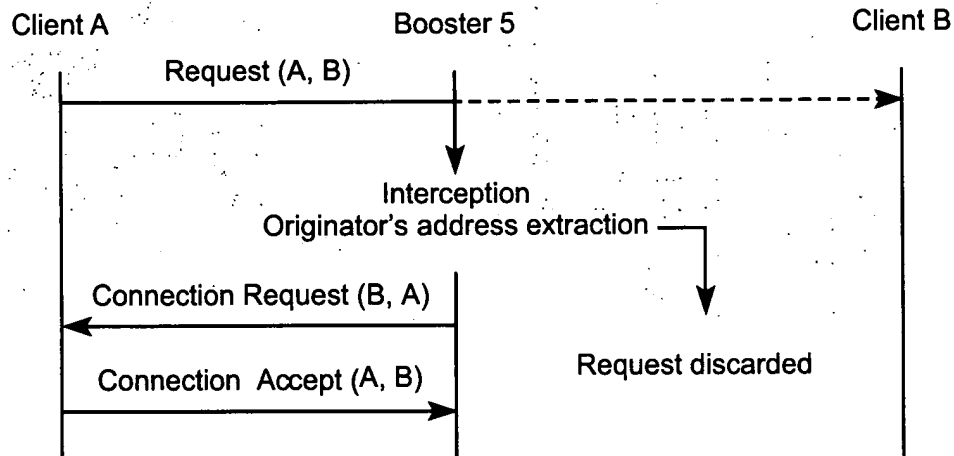 Client A
Booster 5
Client B
Request (A, B)
Interception
Originator's address extraction
Connection Request (B, A)
Request discarded
Connection Accept (A, B)